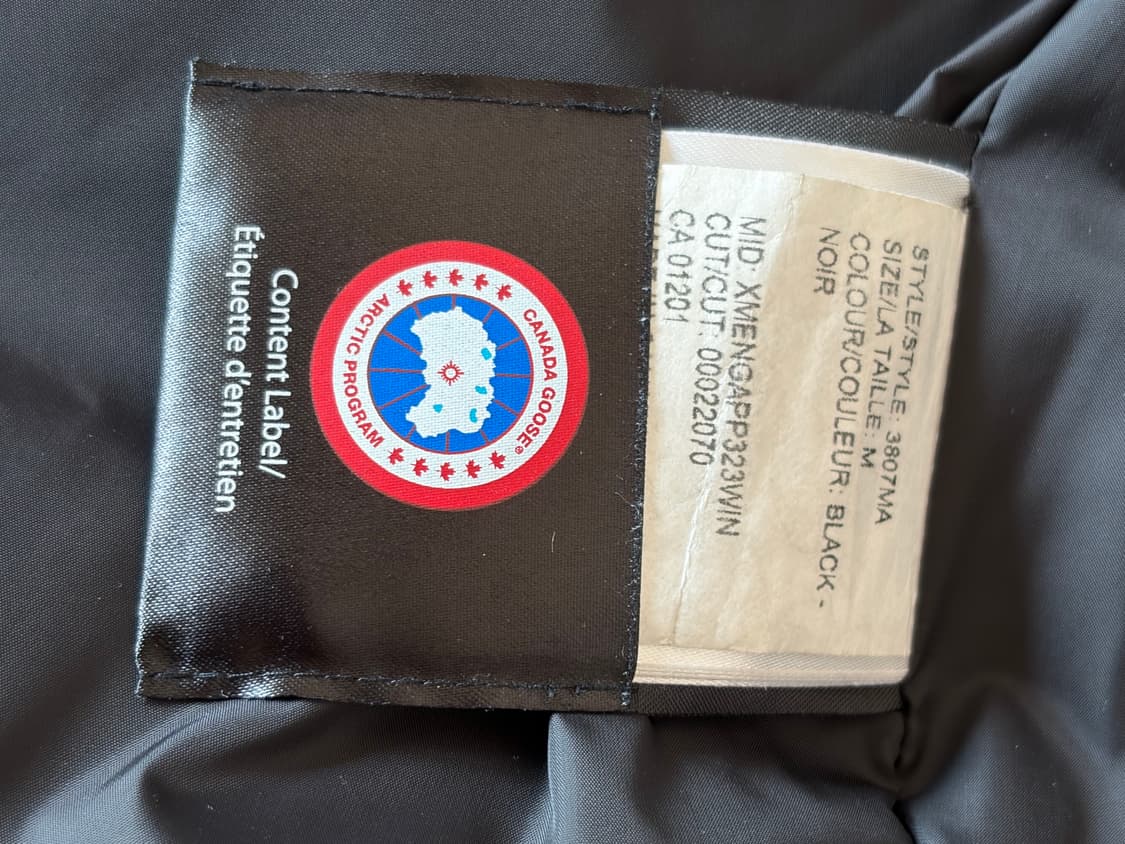 STYLE/STYLE: 3807MA
SIZE/LA TAILLE: M
COLOUR/COULEUR: BLACK -
NOIR
MID: XMENGAPP323WIN
CUT/CUT: 00022070
CA 01201
CANADA GOOSE®
ARCTIC PROGRAM
Content Label/
Étiquette d'entretien